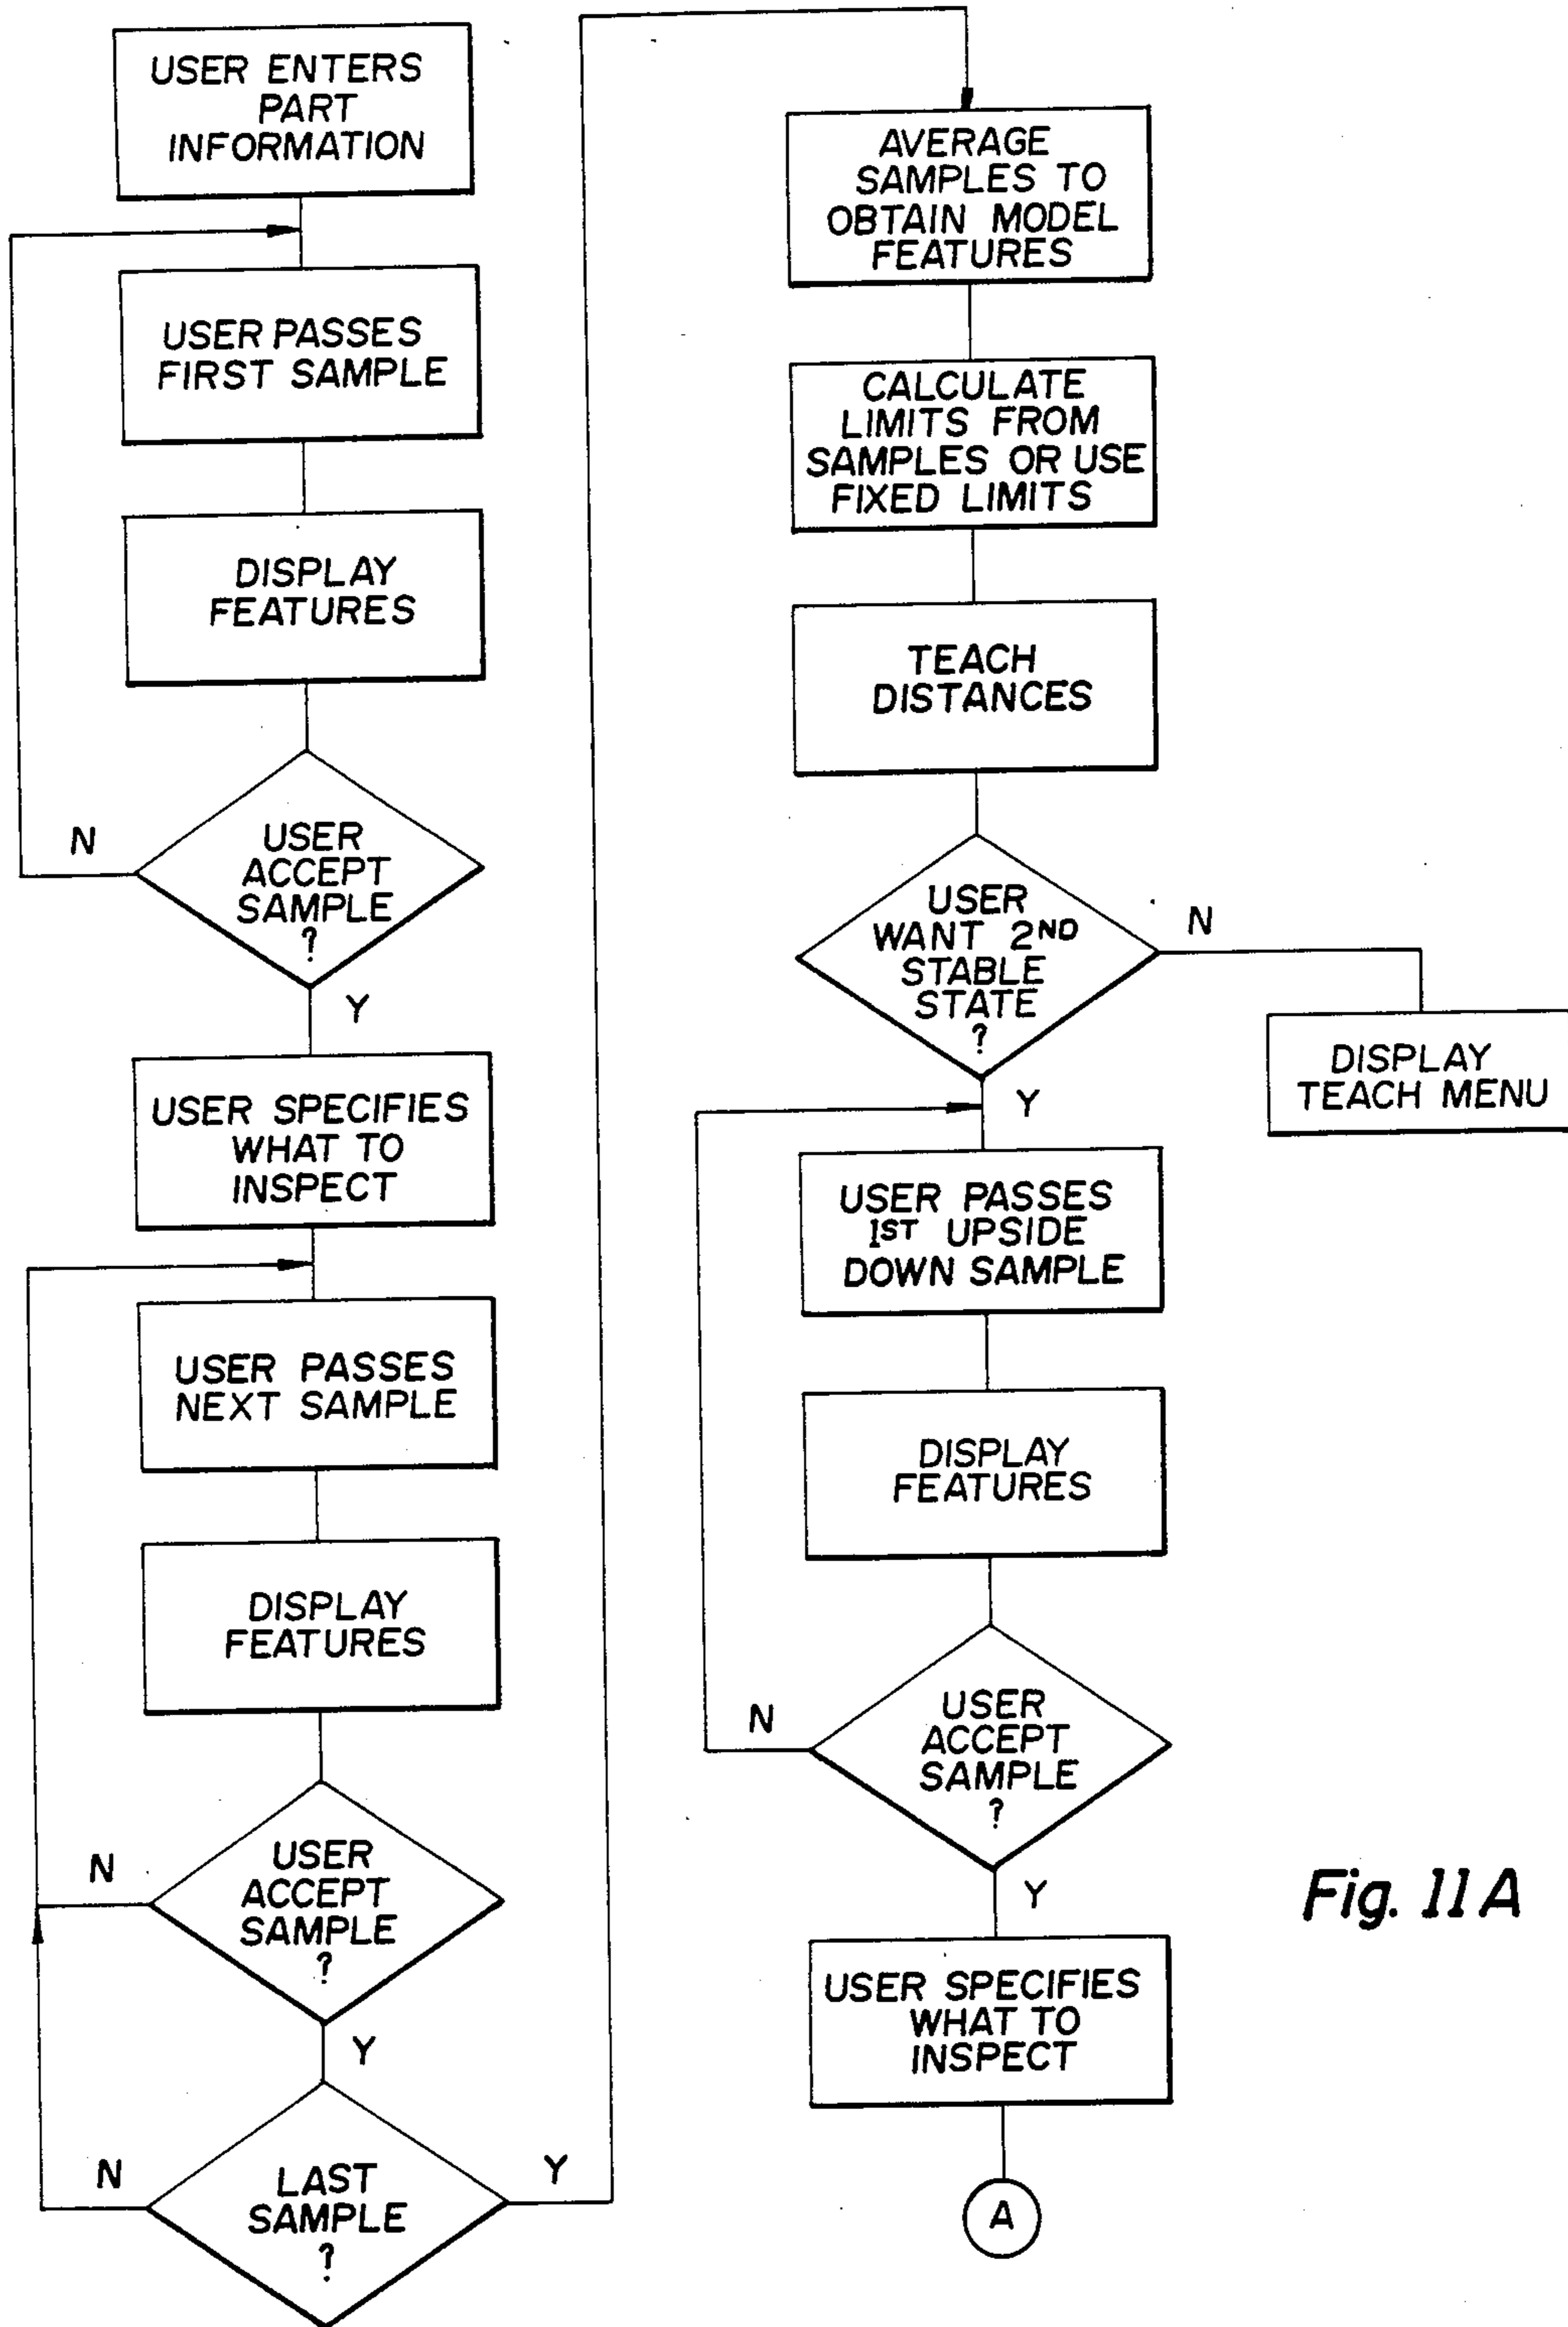 USER ENTERS
PART
INFORMATION
USER PASSES
FIRST SAMPLE
DISPLAY
FEATURES
USER
ACCEPT
SAMPLE
?
N
Y
USER SPECIFIES
WHAT TO
INSPECT
USER PASSES
NEXT SAMPLE
DISPLAY
FEATURES
USER
ACCEPT
SAMPLE
?
N
Y
LAST
SAMPLE
?
N
Y
AVERAGE
SAMPLES TO
OBTAIN MODEL
FEATURES
CALCULATE
LIMITS FROM
SAMPLES OR USE
FIXED LIMITS
TEACH
DISTANCES
USER
WANT 2ND
STABLE
STATE
?
N
DISPLAY
TEACH MENU
Y
USER PASSES
1ST UPSIDE
DOWN SAMPLE
DISPLAY
FEATURES
USER
ACCEPT
SAMPLE
?
N
Y
USER SPECIFIES
WHAT TO
INSPECT
A
Fig. 11A